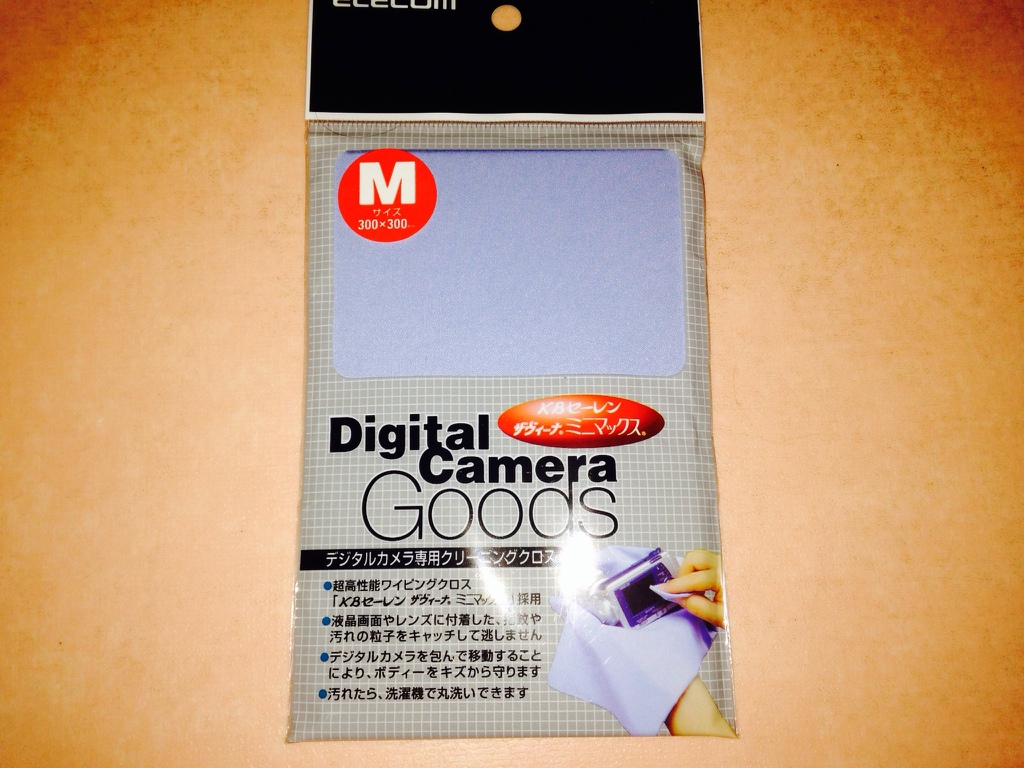 ELECOM
M
サイズ
300×300
KBセーレン
ザヴィーナ® ミニマックス®
Digital
Camera
Goods
デジタルカメラ専用クリーニングクロス
●超高性能ワイピングクロス
「KBセーレン ザヴィーナ® ミニマックス」採用
●液晶画面やレンズに付着した、指紋や
汚れの粒子をキャッチして逃しません
●デジタルカメラを包んで移動すること
により、ボディーをキズから守ります
●汚れたら、洗濯機で丸洗いできます